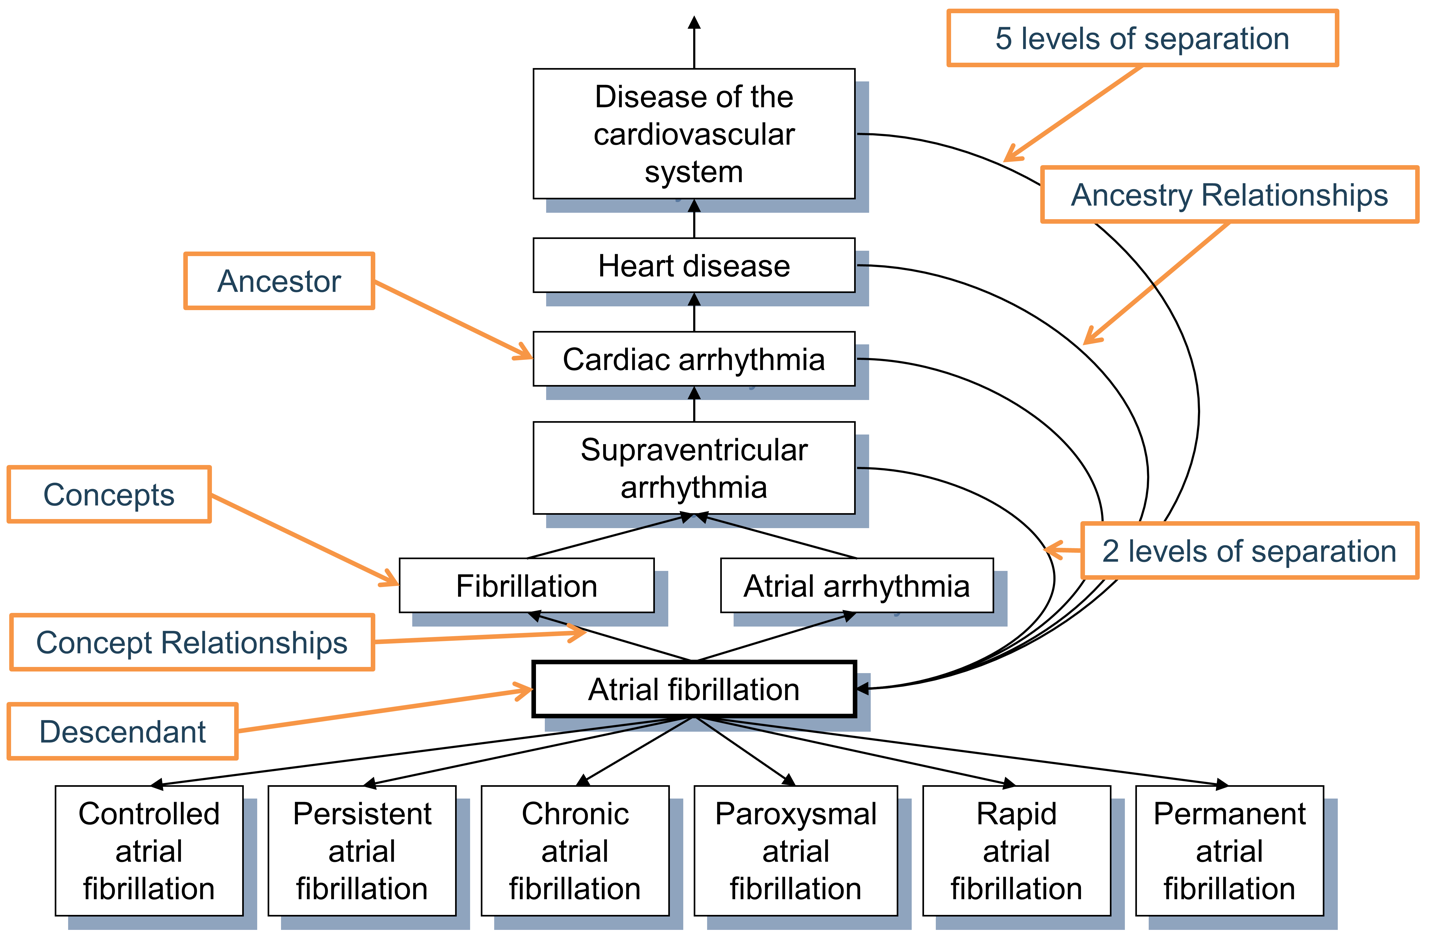 5 levels of separation
Disease of the
cardiovascular
system
Ancestry Relationships
Heart disease
Ancestor
Cardiac arrhythmia
Supraventricular
arrhythmia
Concepts
2 levels of separation
Fibrillation
Atrial arrhythmia
Concept Relationships
Atrial fibrillation
Descendant
Controlled
atrial
fibrillation
Persistent
atrial
fibrillation
Chronic
atrial
fibrillation
Paroxysmal
atrial
fibrillation
Rapid
atrial
fibrillation
Permanent
atrial
fibrillation